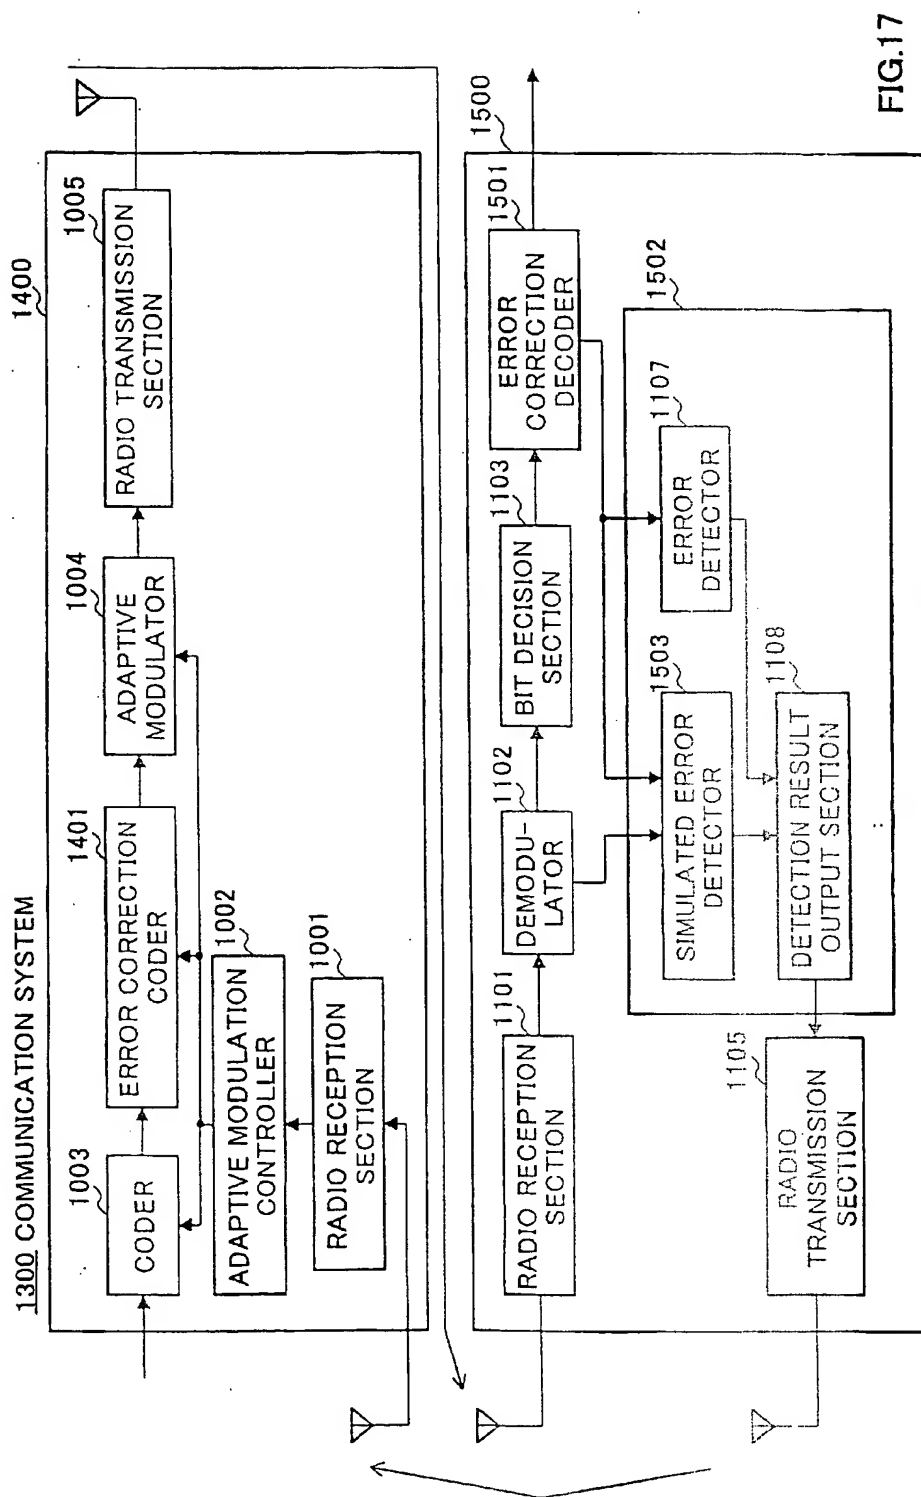 1300 COMMUNICATION SYSTEM
1400
1003
CODER
1401
ERROR CORRECTION
CODER
1004
ADAPTIVE
MODULATOR
1005
RADIO TRANSMISSION
SECTION
1002
ADAPTIVE MODULATION
CONTROLLER
1001
RADIO RECEPTION
SECTION
1500
1101
RADIO RECEPTION
SECTION
1102
DEMODU-
LATOR
1103
BIT DECISION
SECTION
1501
ERROR
CORRECTION
DECODER
1502
1503
SIMULATED ERROR
DETECTOR
1107
ERROR
DETECTOR
1108
DETECTION RESULT
OUTPUT SECTION
1105
RADIO
TRANSMISSION
SECTION
FIG.17